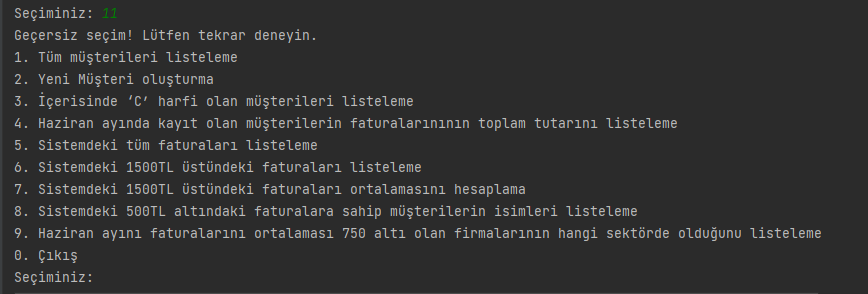 Seçiminiz: 11
Geçersiz seçim! Lütfen tekrar deneyin.
1. Tüm müşterileri listeleme
2. Yeni Müşteri oluşturma
3. İçerisinde ‘C’ harfi olan müşterileri listeleme
4. Haziran ayında kayıt olan müşterilerin faturalarınının toplam tutarını listeleme
5. Sistemdeki tüm faturaları listeleme
6. Sistemdeki 1500TL üstündeki faturaları listeleme
7. Sistemdeki 1500TL üstündeki faturaları ortalamasını hesaplama
8. Sistemdeki 500TL altındaki faturalara sahip müşterilerin isimleri listeleme
9. Haziran ayını faturalarını ortalaması 750 altı olan firmalarının hangi sektörde olduğunu listeleme
0. Çıkış
Seçiminiz: